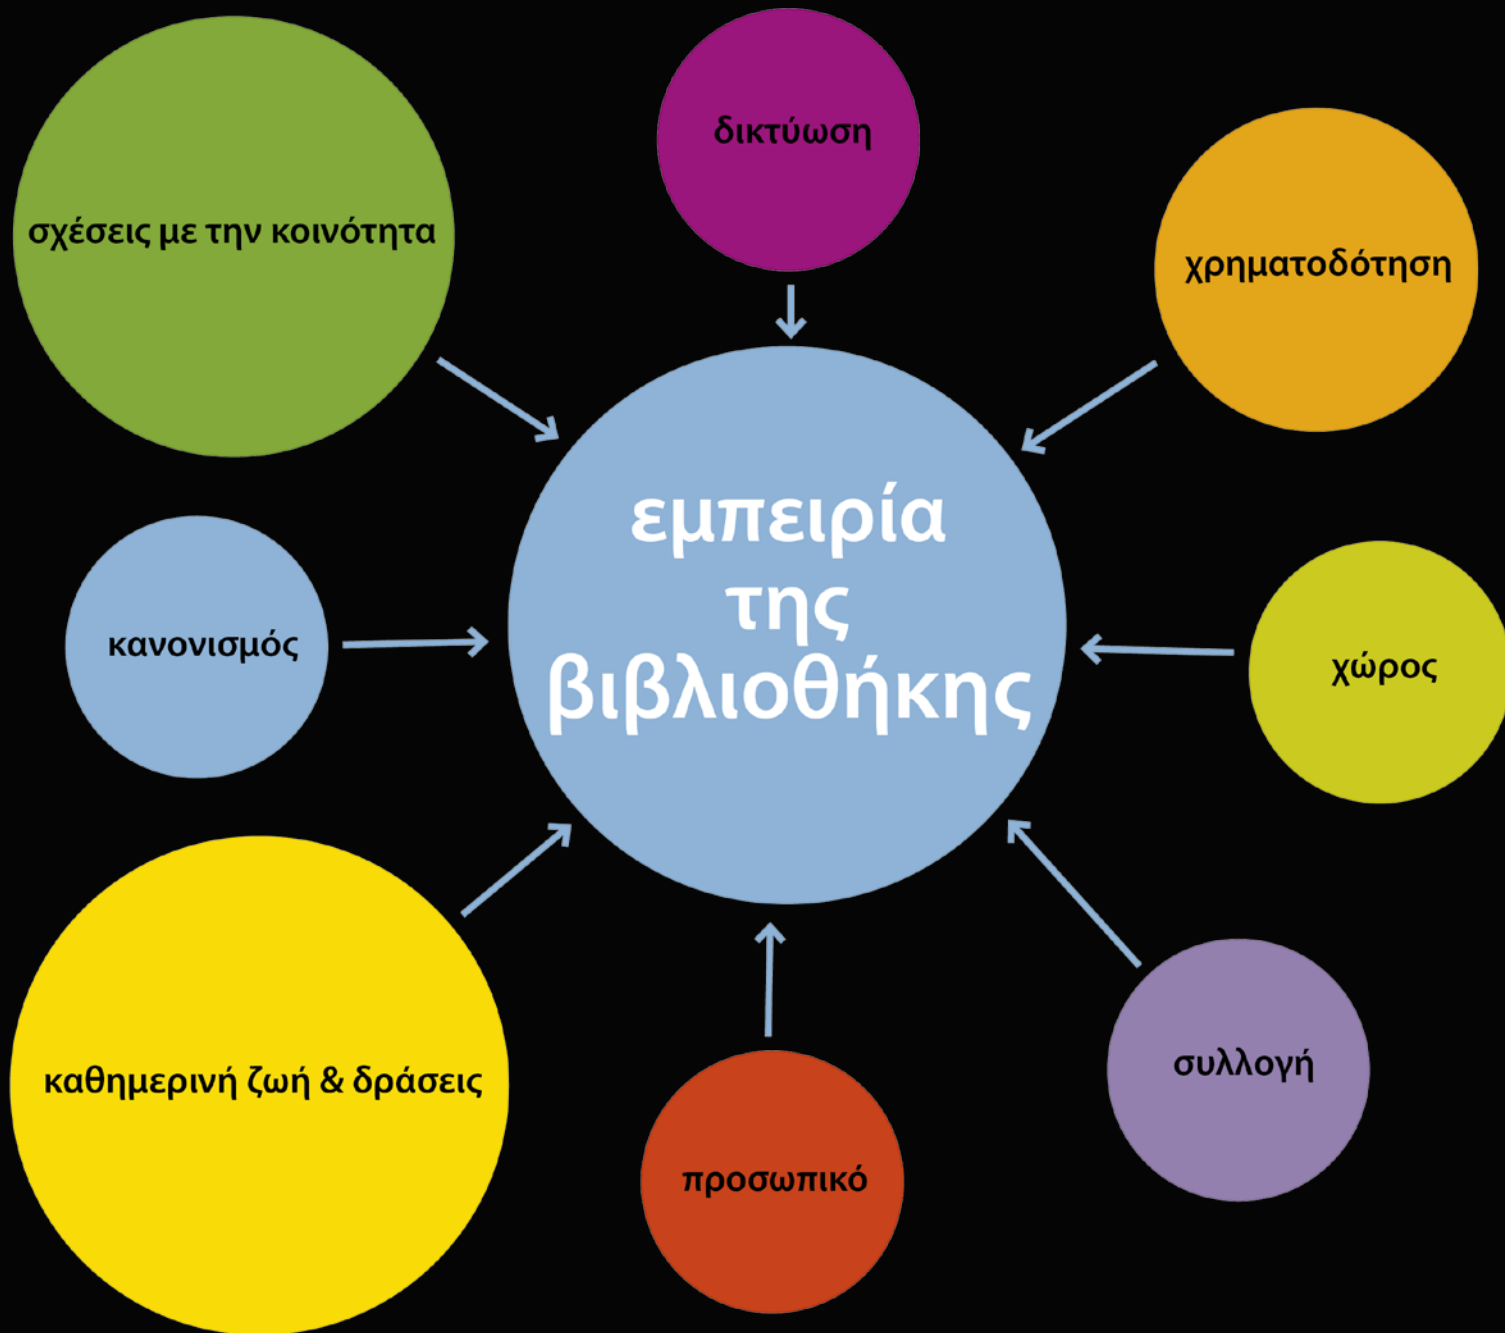 δικτύωση
σχέσεις με την κοινότητα
χρηματοδότηση
εμπειρία
της
βιβλιοθήκης
κανονισμός
χώρος
καθημερινή ζωή & δράσεις
συλλογή
προσωπικό